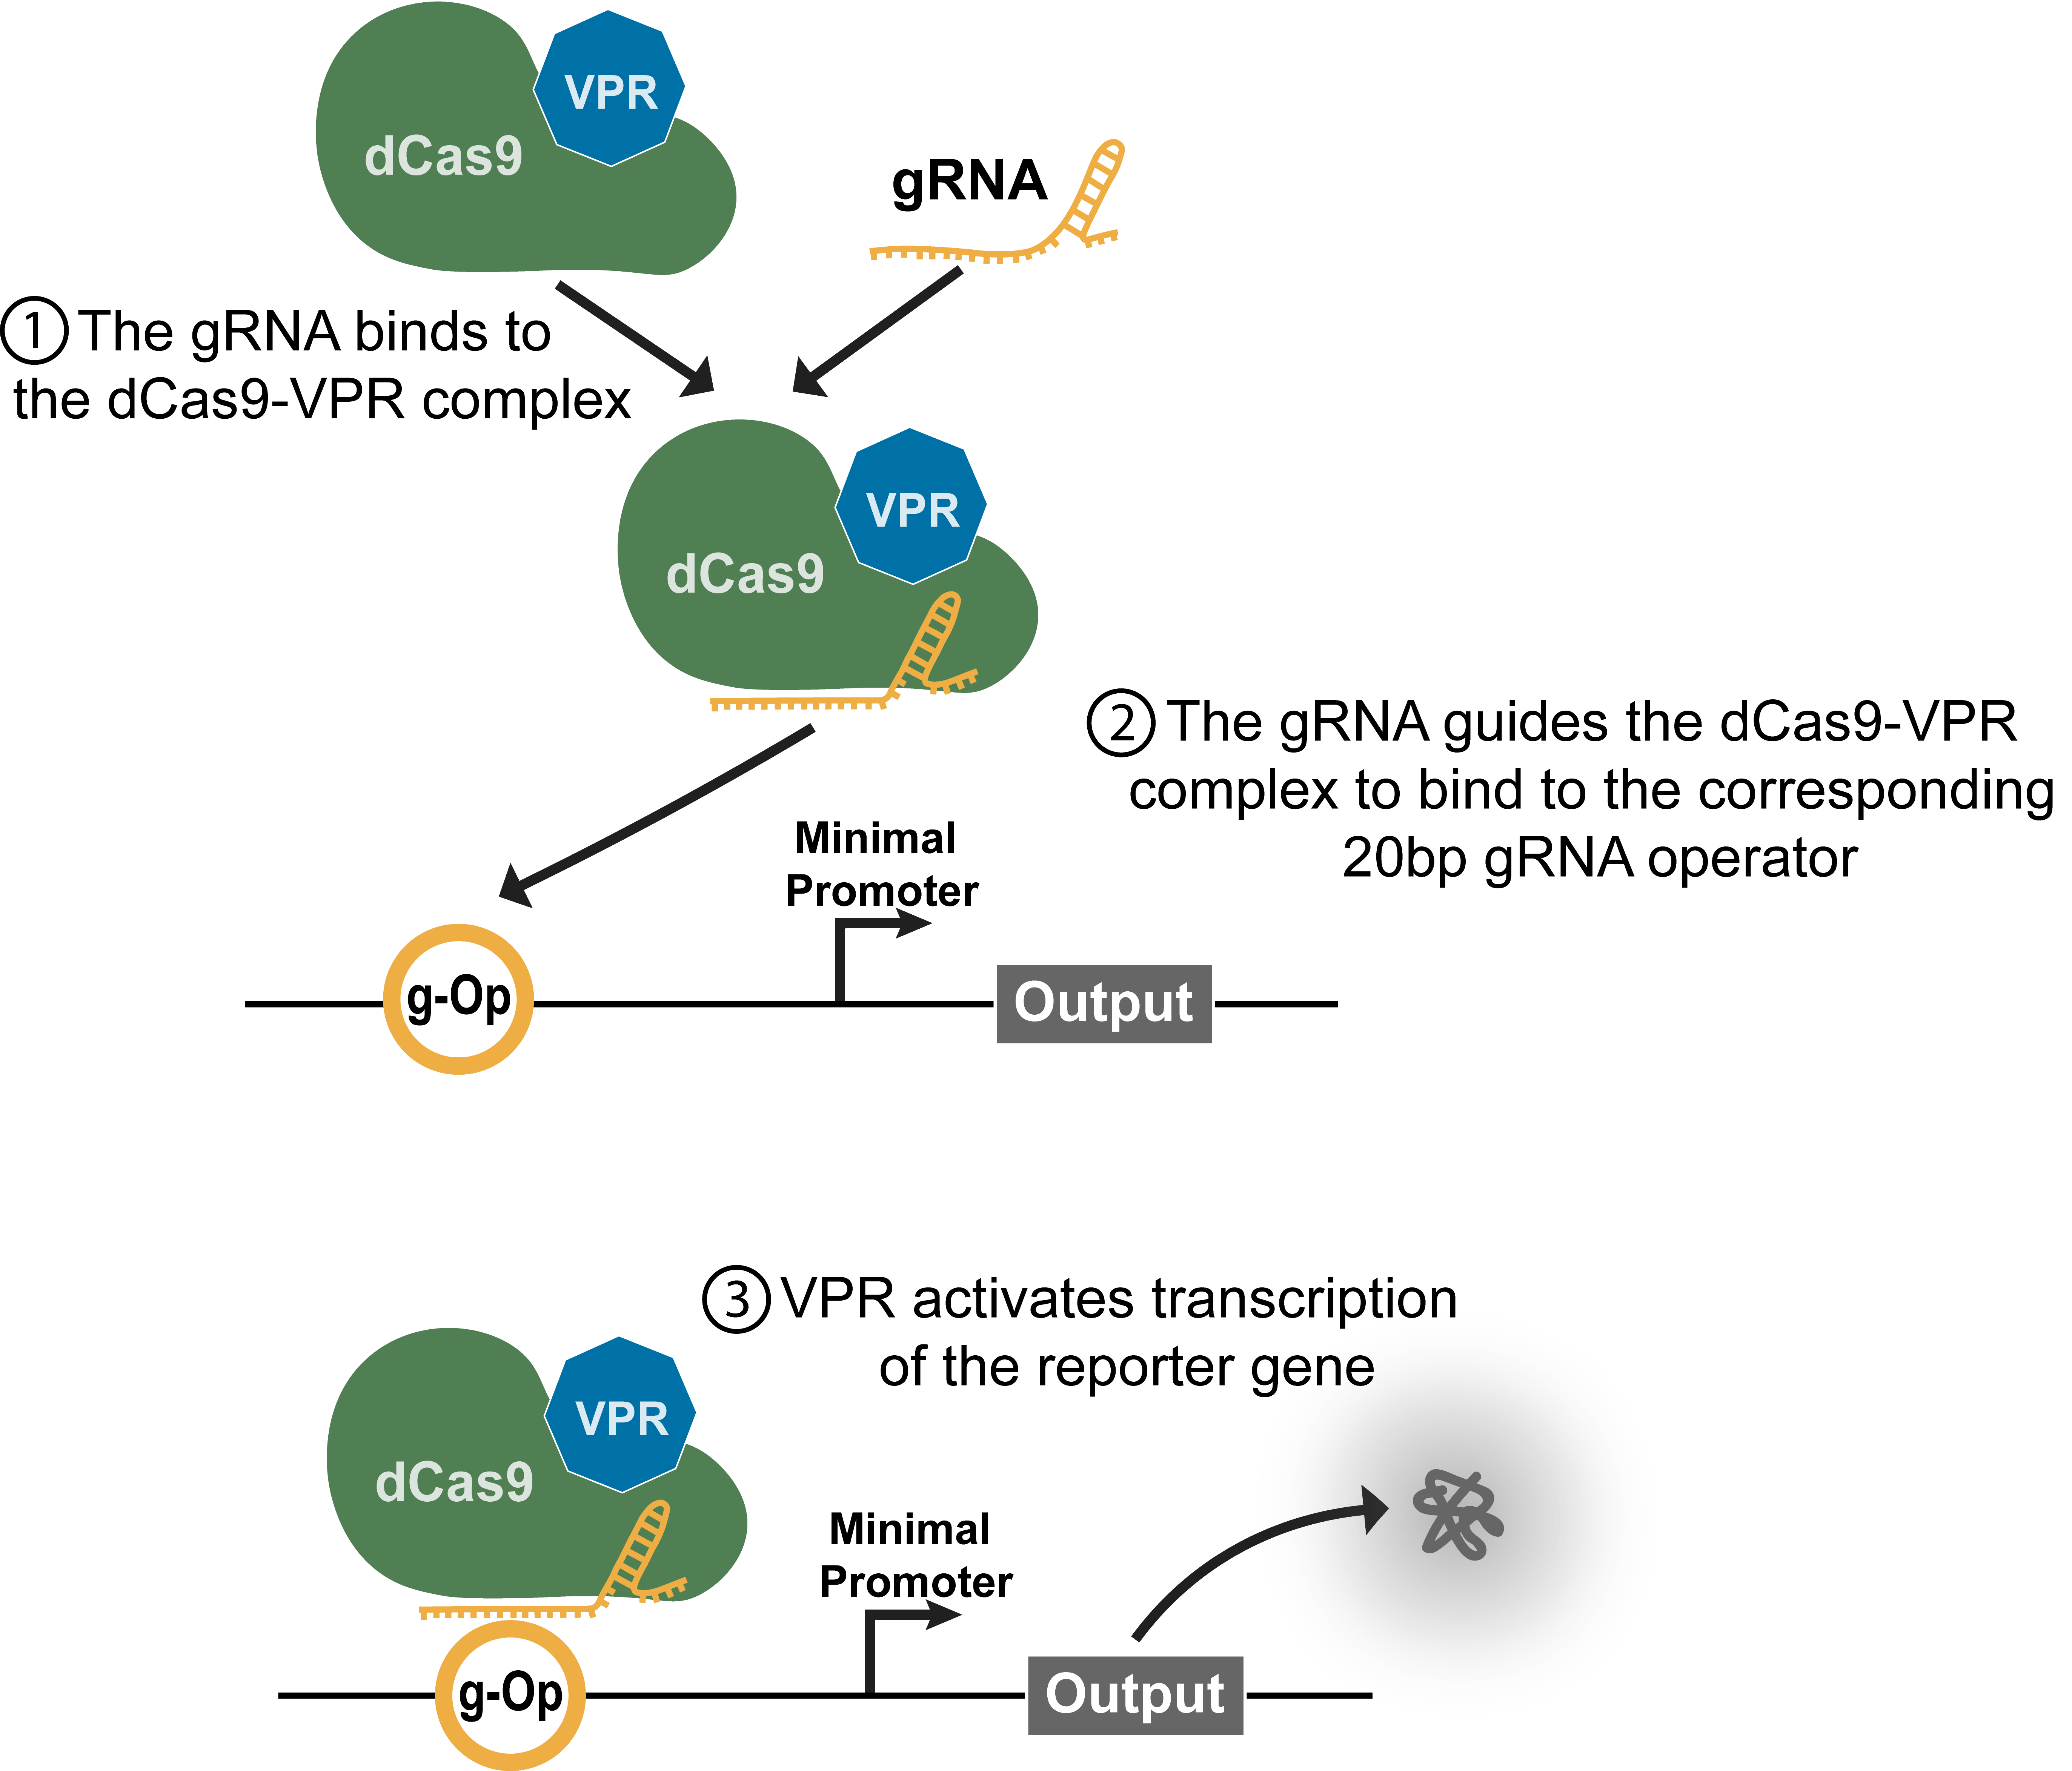 VPR
dCas9
gRNA
1 The gRNA binds to
the dCas9-VPR complex
VPR
dCas9
2 The gRNA guides the dCas9-VPR
complex to bind to the corresponding
20bp gRNA operator
Minimal
Promoter
g-Op
Output
3 VPR activates transcription
of the reporter gene
VPR
dCas9
Minimal
Promoter
g-Op
Output